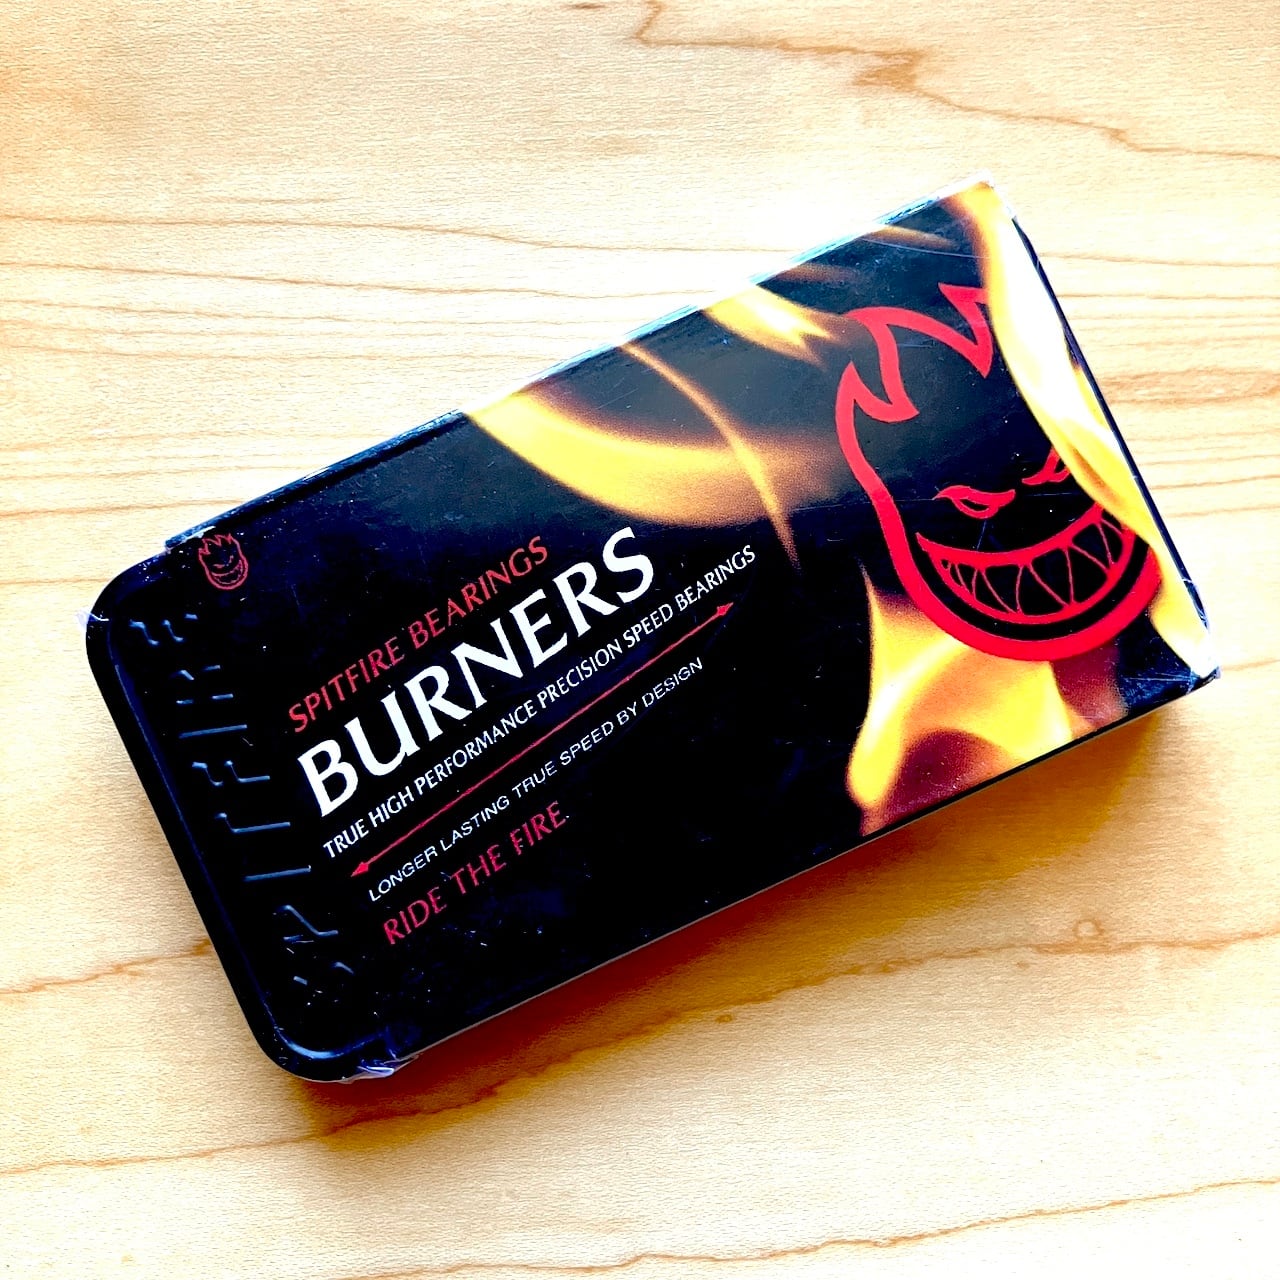 SPITFIRE
SPITFIRE BEARINGS
BURNERS
TRUE HIGH PERFORMANCE PRECISION SPEED BEARINGS
LONGER LASTING TRUE SPEED BY DESIGN
RIDE THE FIRE